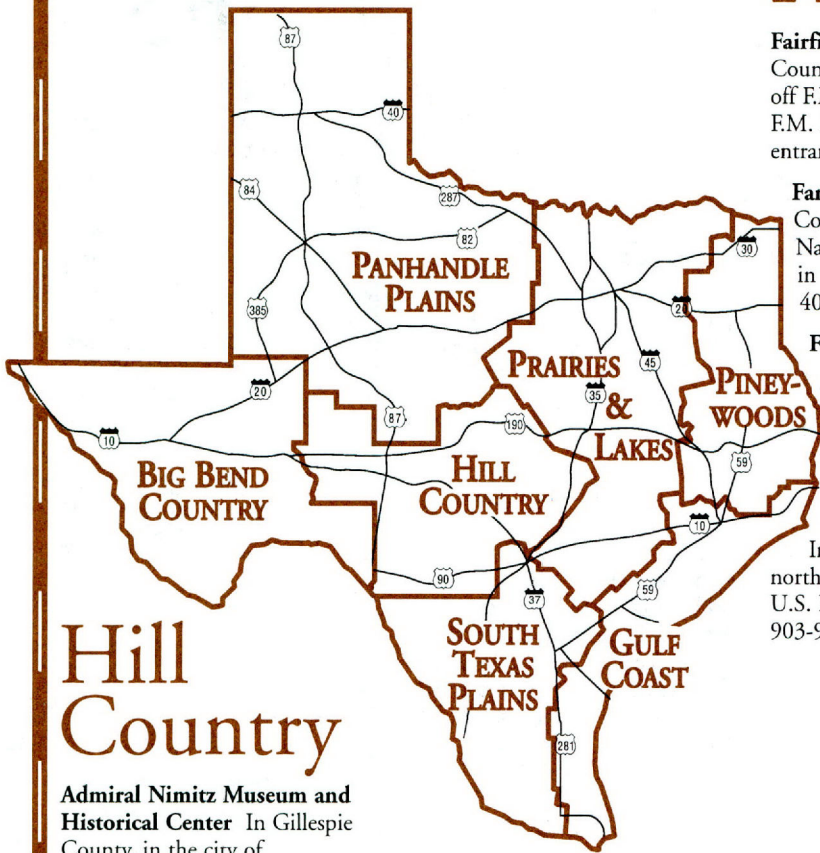 87
40
84
287
82
30
PANHANDLE
PLAINS
385
20
PRAIRIES
&
LAKES
45
PINEY-
WOODS
20
35
87
190
10
59
BIG BEND
COUNTRY
HILL
COUNTRY
10
90
37
59
SOUTH
TEXAS
PLAINS
GULF
COAST
281
Hill
Country
Admiral Nimitz Museum and
Historical Center In Gillespie
County, in the city of
Fairfi
Coun
off F.M
F.M.
entran
Fan
Co
Na
in
40
F
In
north
U.S. 
903-9